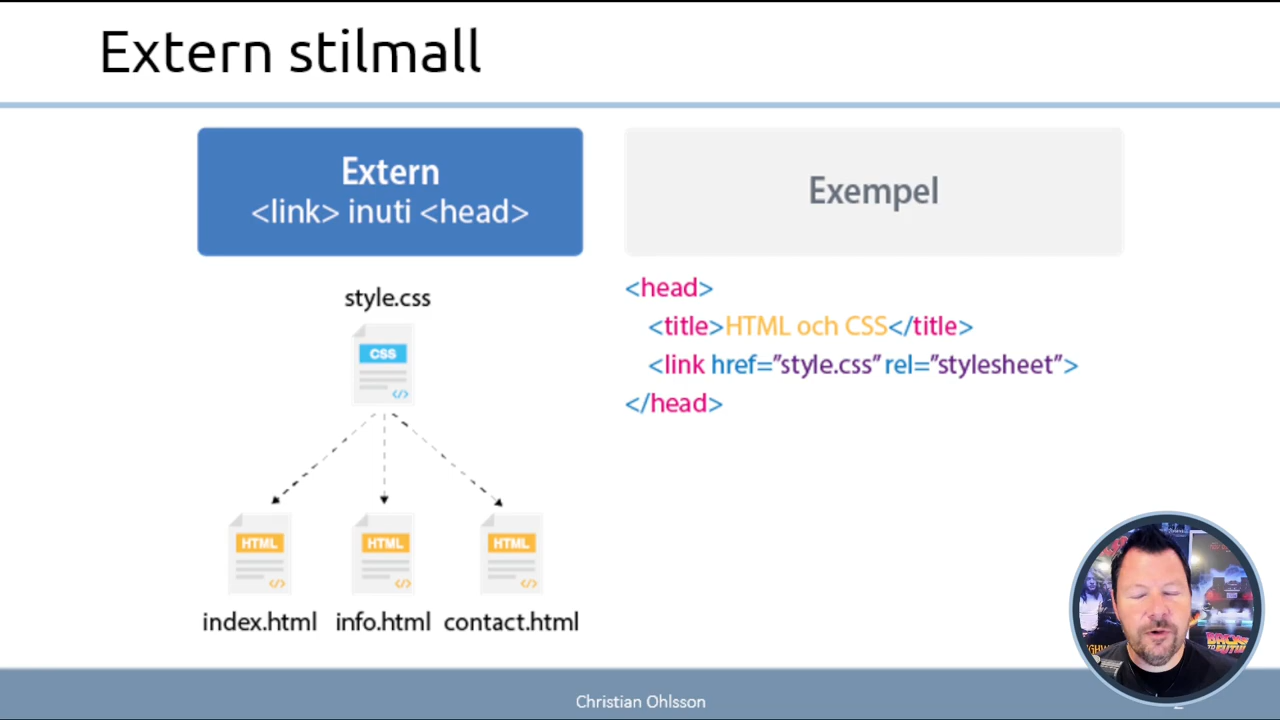 Extern stilmall
Extern
<link> inuti <head>
Exempel
style.css
CSS
</>
HTML
</>
HTML
</>
HTML
</>
index.html
info.html
contact.html
<head>
<title>HTML och CSS</title>
<link href=”style.css” rel=”stylesheet”>
</head>
BACK
Christian Ohlsson